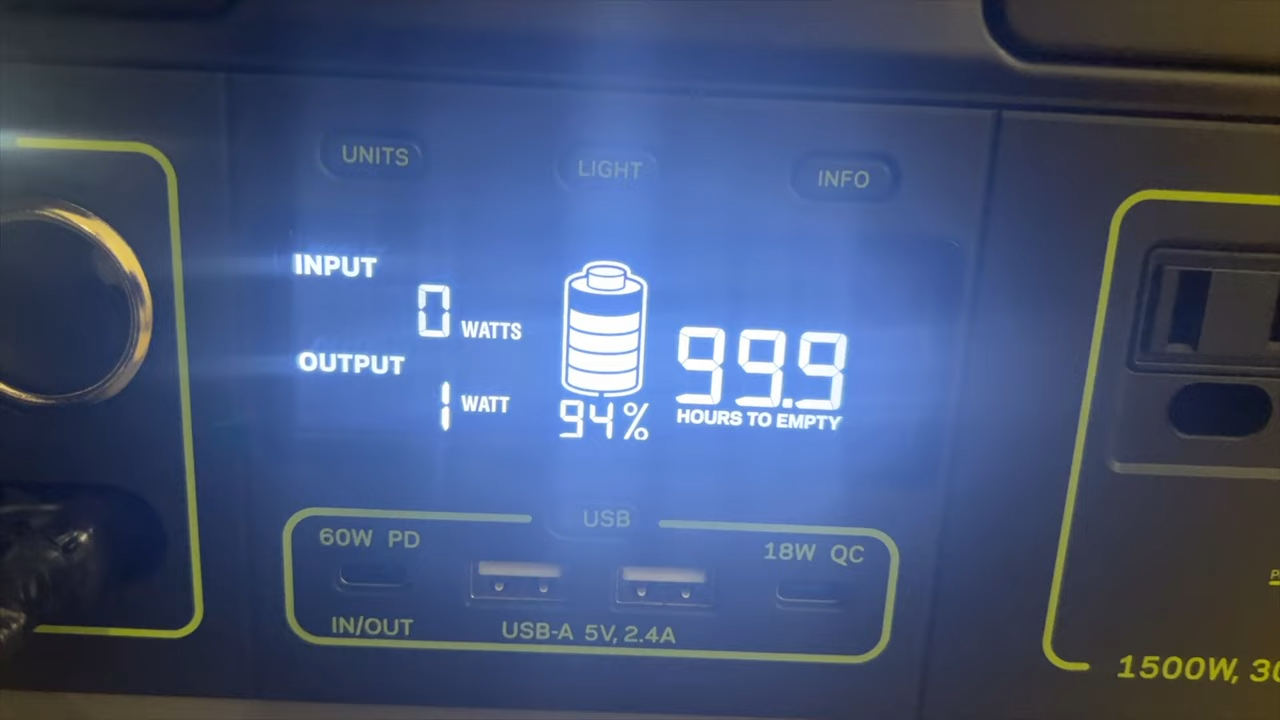 UNITS
LIGHT
INFO
INPUT
0 WATTS
OUTPUT
1 WATT
94%
99.9
HOURS TO EMPTY
USB
60W PD
18W QC
IN/OUT
USB-A 5V, 2.4A
1500W,